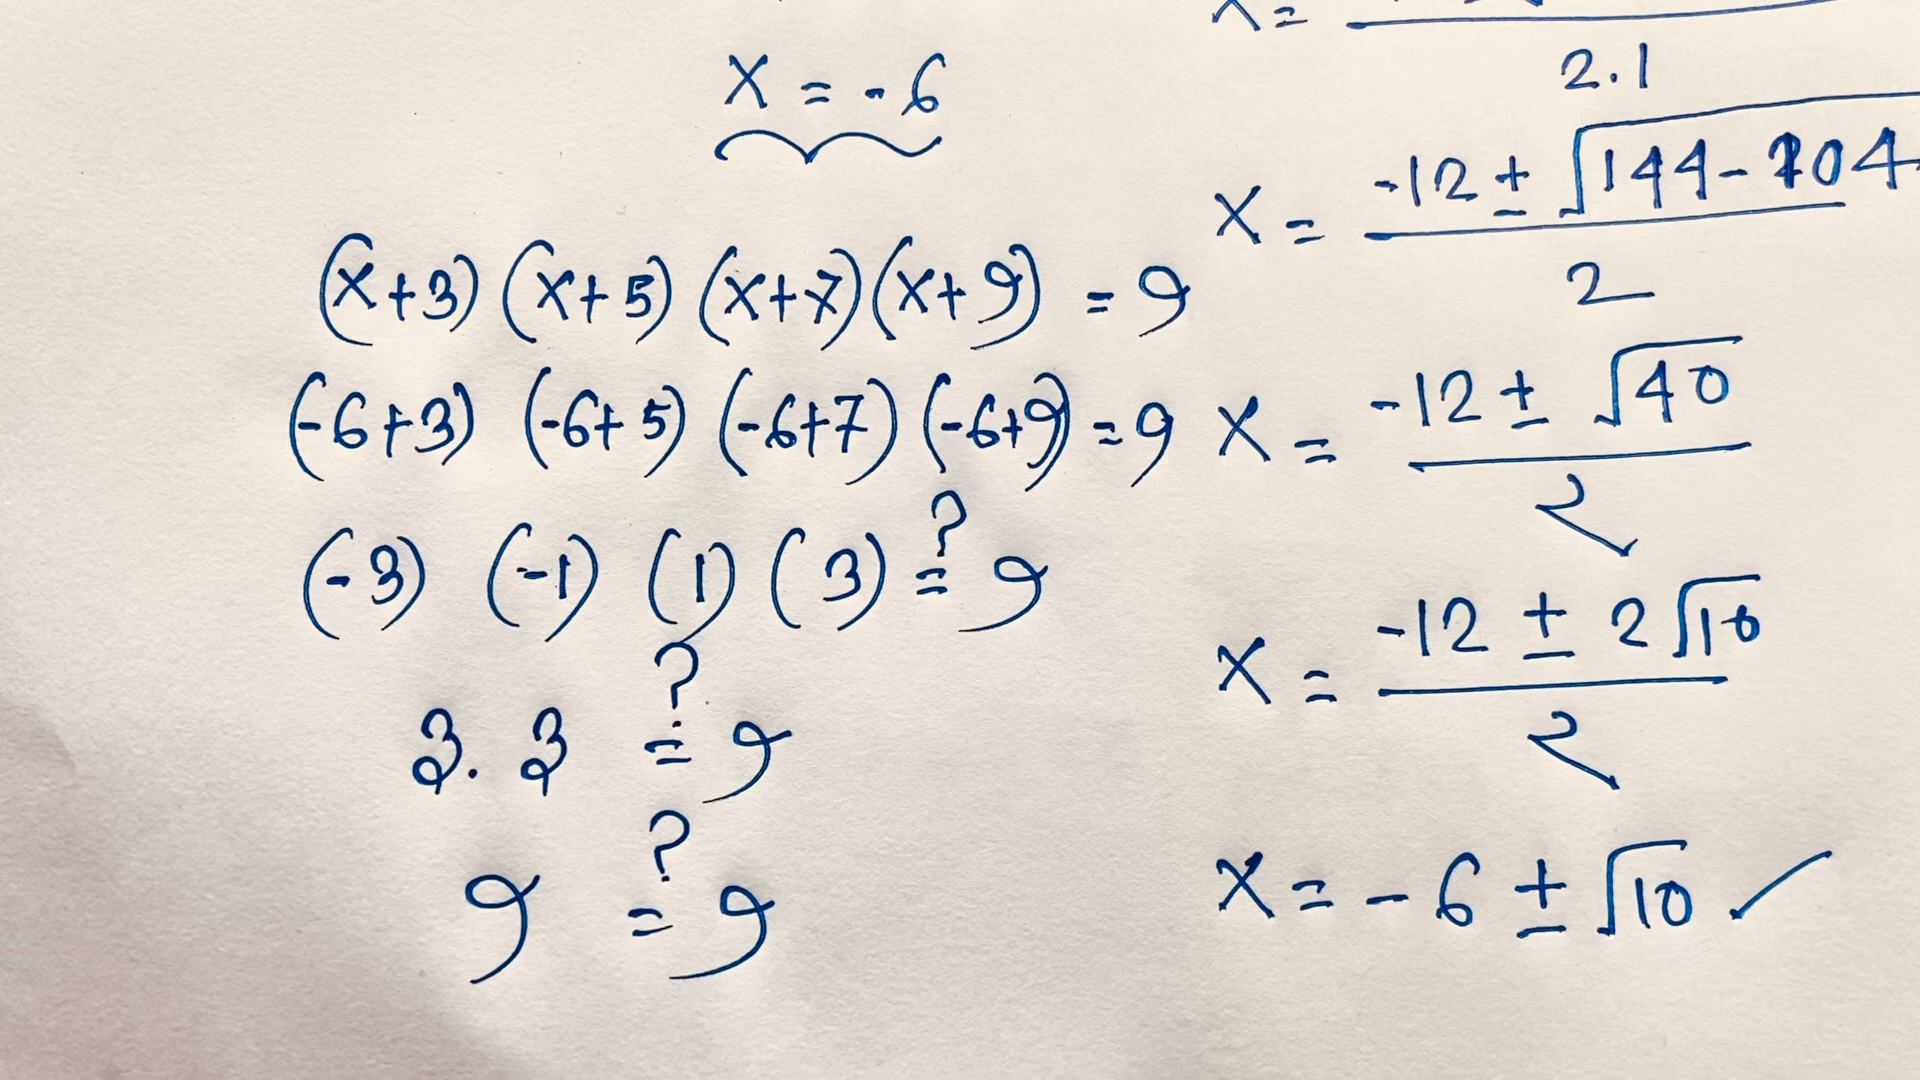 x = -6
(x+3) (x+5) (x+7) (x+9) = 9
(-6+3) (-6+5) (-6+7) (-6+9) = 9
(-3) (-1) (1) (3) ?= 9
3. 3 ?= 9
9 ?= 9
x =
2.1
x = -12 ± √144-104
2
x = -12 ± √40
2
x = -12 ± 2√10
2
x = -6 ± √10 ✓